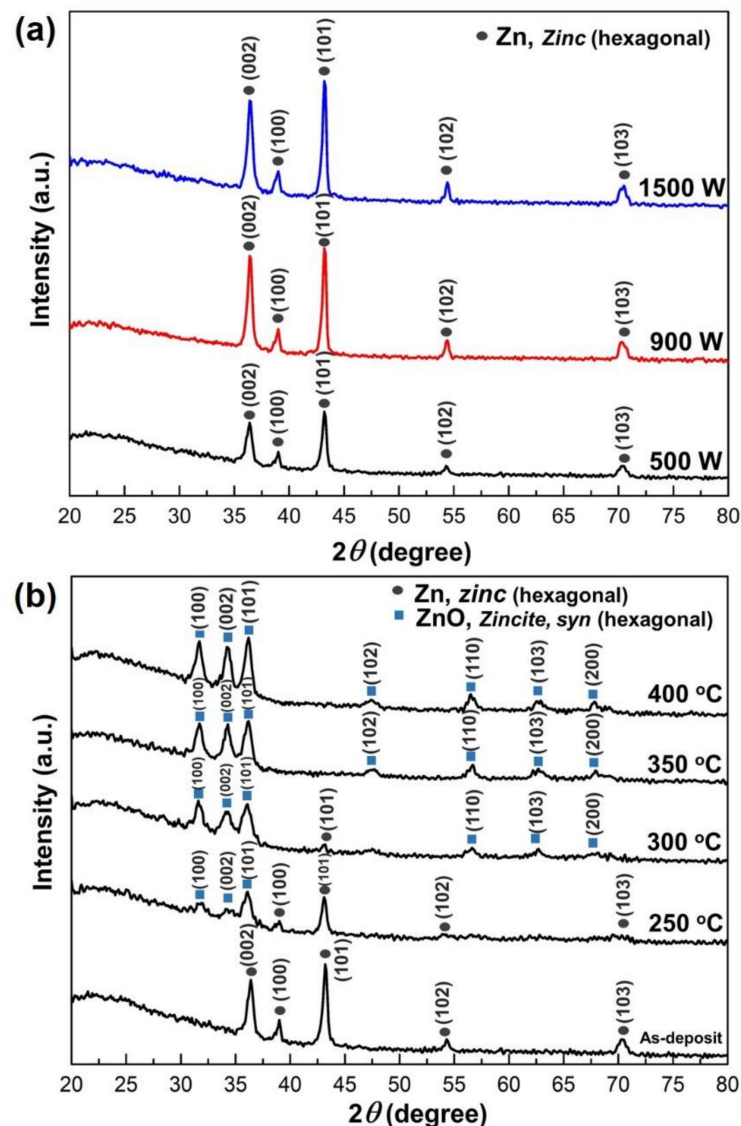 (a)
Zn, Zinc (hexagonal)
(002)
(100)
(101)
(102)
(103)
1500 W
(002)
(100)
(101)
(102)
(103)
900 W
(002)
(100)
(101)
(102)
(103)
500 W
Intensity (a.u.)
20 25 30 35 40 45 50 55 60 65 70 75 80
2θ (degree)
(b)
Zn, zinc (hexagonal)
ZnO, Zincite, syn (hexagonal)
(100)
(002)
(101)
(102)
(110)
(103)
(200)
400 °C
(100)
(002)
(101)
(102)
(110)
(103)
(200)
350 °C
(100)
(002)
(101)
(101)
(110)
(103)
(200)
300 °C
(100)
(002)
(101)
(100)
(101)
(102)
(103)
250 °C
(002)
(100)
(101)
(102)
(103)
As-deposit
Intensity (a.u.)
20 25 30 35 40 45 50 55 60 65 70 75 80
2θ (degree)